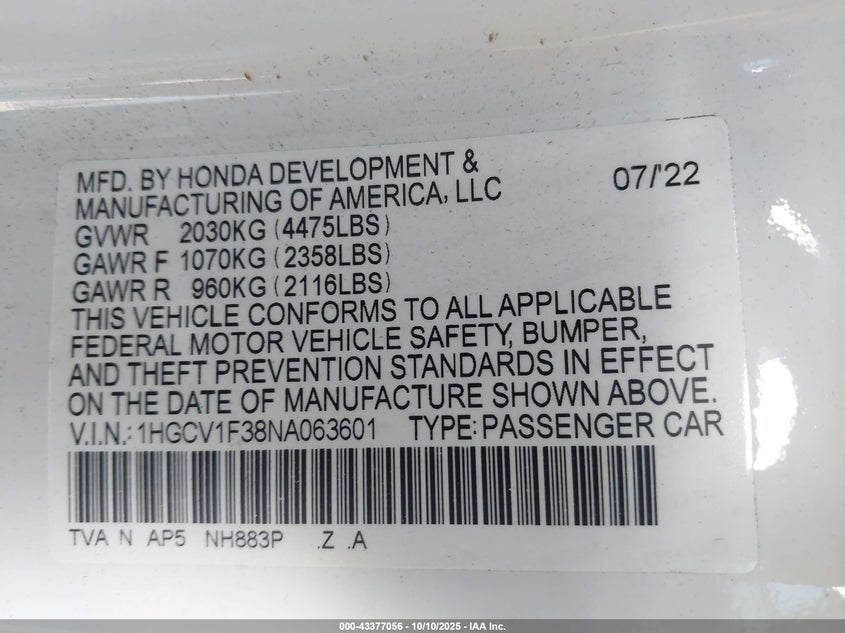 MFD. BY HONDA DEVELOPMENT &
MANUFACTURING OF AMERICA, LLC
07/'22
GVWR 2030KG (4475LBS)
GAWR F 1070KG (2358LBS)
GAWR R 960KG (2116LBS)
THIS VEHICLE CONFORMS TO ALL APPLICABLE
FEDERAL MOTOR VEHICLE SAFETY, BUMPER,
AND THEFT PREVENTION STANDARDS IN EFFECT
ON THE DATE OF MANUFACTURE SHOWN ABOVE.
V.I.N.: 1HGCV1F38NA063601 TYPE: PASSENGER CAR
TVA N AP5 NH883P .Z .A
000-43377056 - 10/10/2025 - IAA Inc.